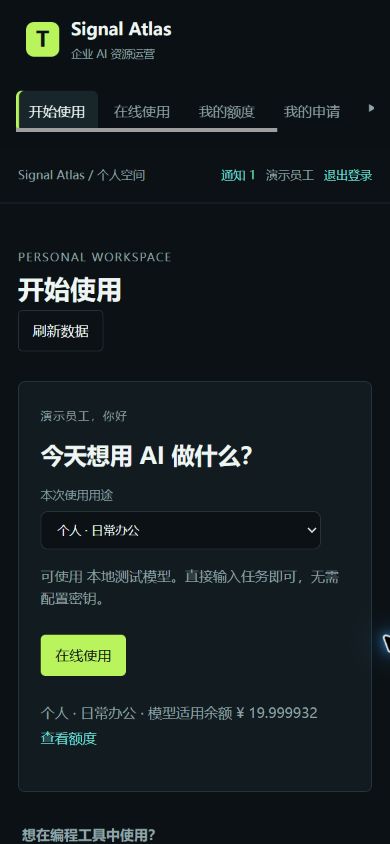 T
Signal Atlas
企业 AI 资源运营
开始使用 在线使用 我的额度 我的申请
Signal Atlas / 个人空间 通知 1 演示员工 退出登录
PERSONAL WORKSPACE
开始使用
刷新数据
演示员工，你好
今天想用 AI 做什么？
本次使用用途
个人 · 日常办公
可使用 本地测试模型。直接输入任务即可，无需
配置密钥。
在线使用
个人 · 日常办公 · 模型适用余额 ¥ 19.999932
查看额度
想在编程工具中使用？